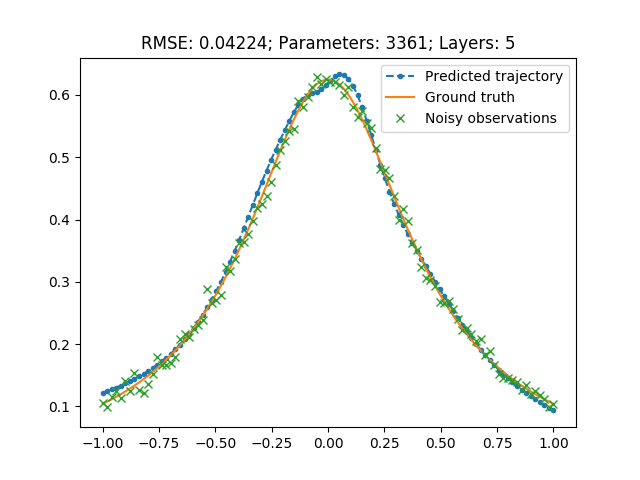 RMSE: 0.04224; Parameters: 3361; Layers: 5
Predicted trajectory
Ground truth
Noisy observations
0.6
0.5
0.4
0.3
0.2
0.1
−1.00 −0.75 −0.50 −0.25 0.00 0.25 0.50 0.75 1.00